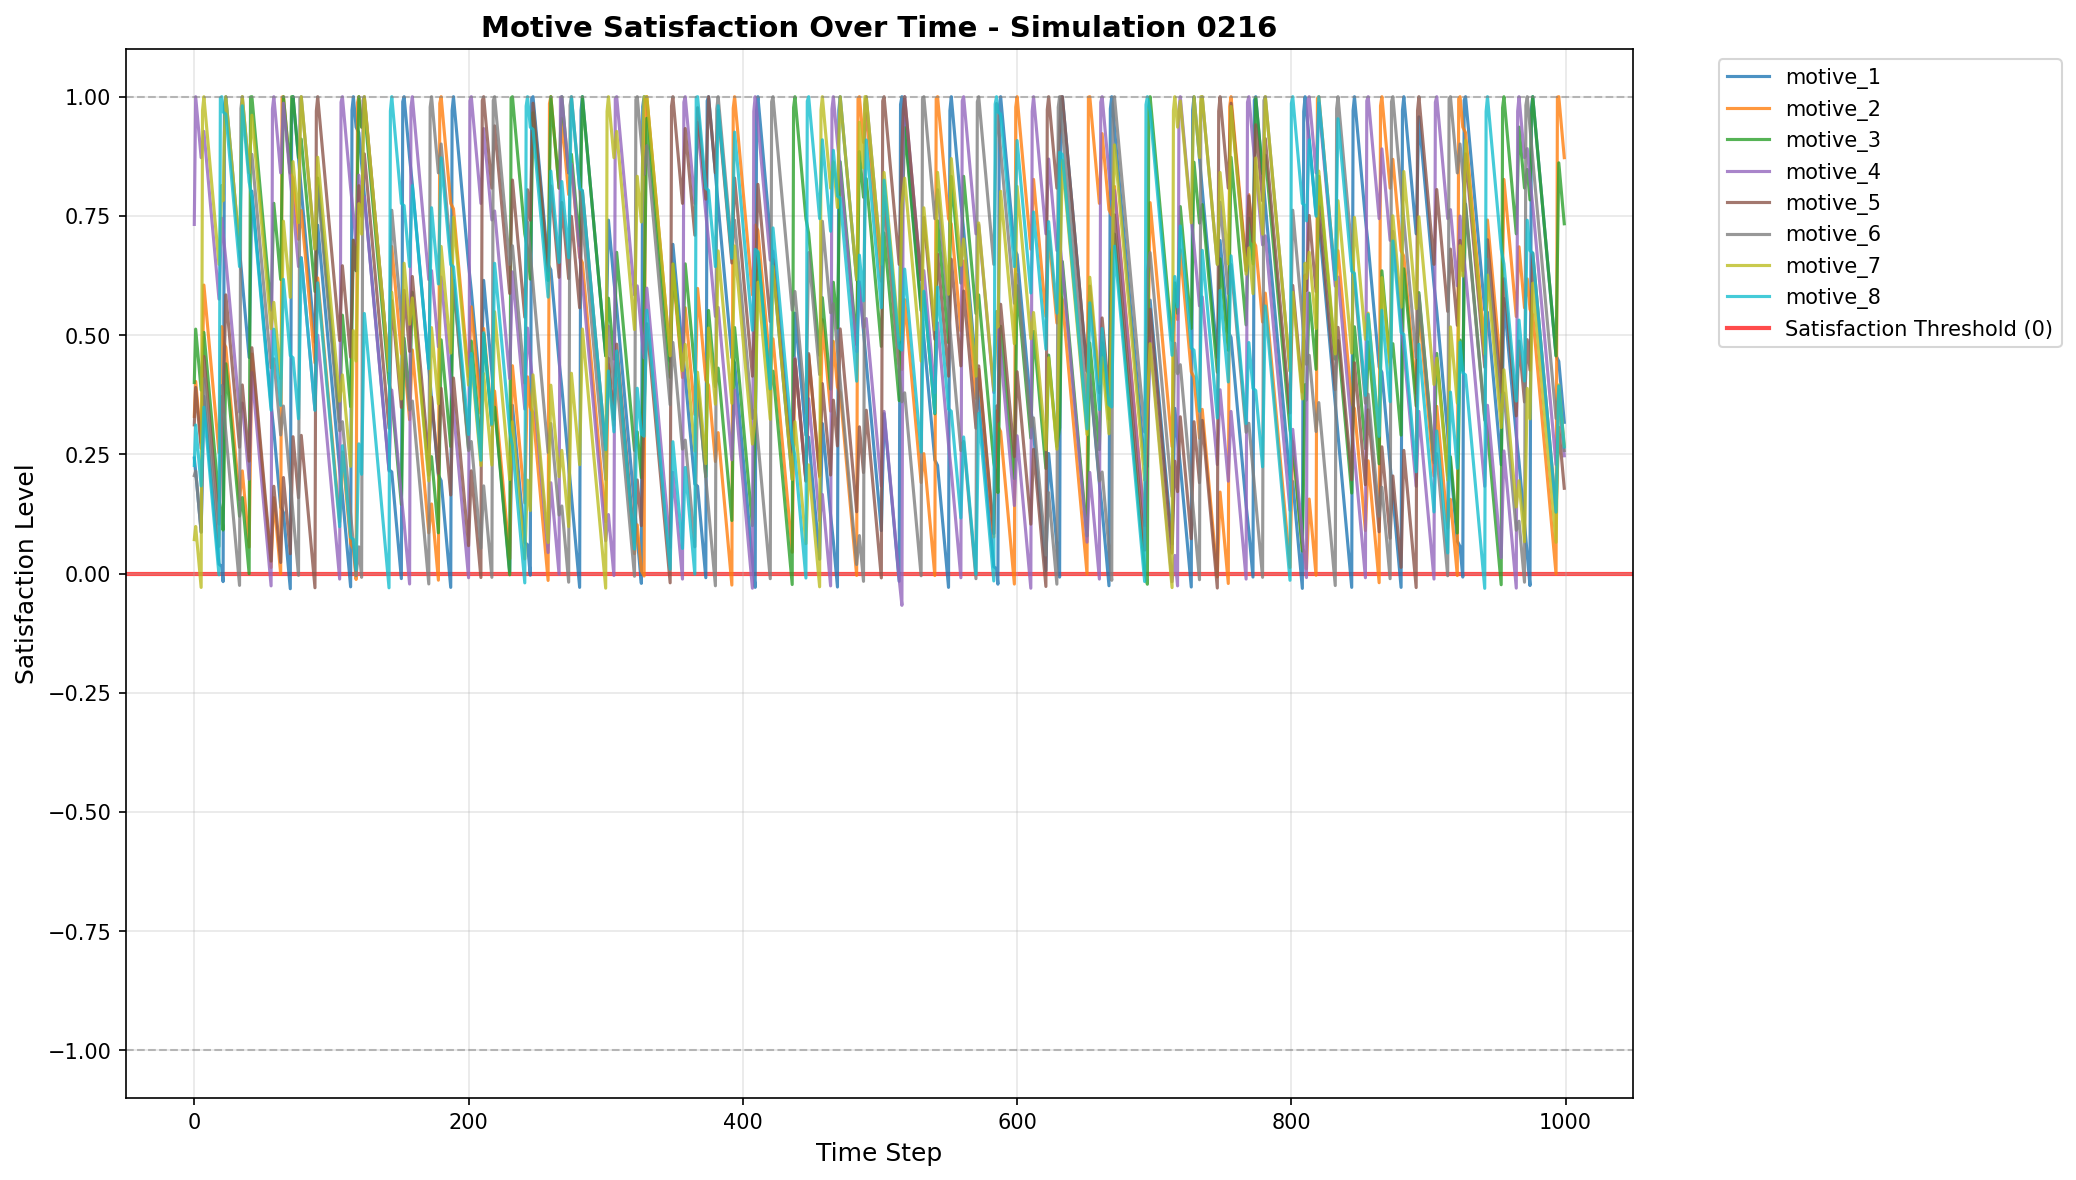 Motive Satisfaction Over Time - Simulation 0216
Satisfaction Level
1.00
0.75
0.50
0.25
0.00
−0.25
−0.50
−0.75
−1.00
0
200
400
600
800
1000
Time Step
motive_1
motive_2
motive_3
motive_4
motive_5
motive_6
motive_7
motive_8
Satisfaction Threshold (0)